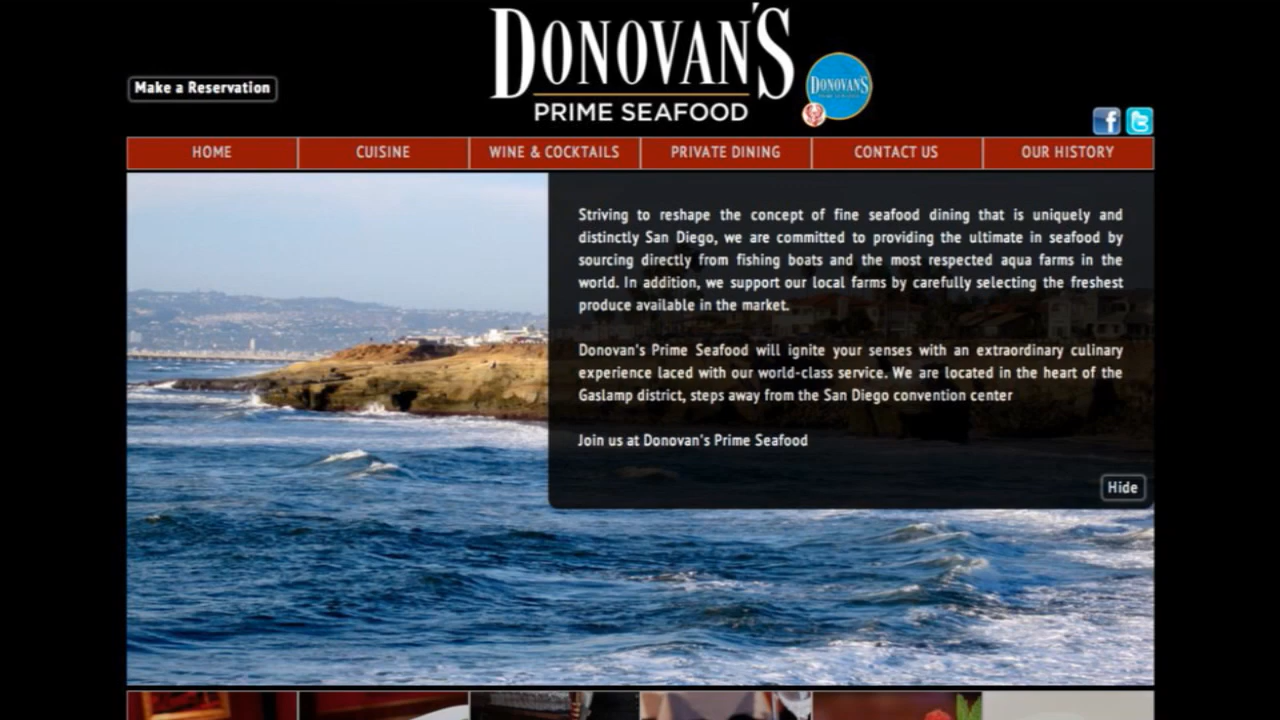 DONOVAN'S
PRIME SEAFOOD
DONOVAN'S
Make a Reservation
HOME
CUISINE
WINE & COCKTAILS
PRIVATE DINING
CONTACT US
OUR HISTORY
Striving to reshape the concept of fine seafood dining that is uniquely and
distinctly San Diego, we are committed to providing the ultimate in seafood by
sourcing directly from fishing boats and the most respected aqua farms in the
world. In addition, we support our local farms by carefully selecting the freshest
produce available in the market.
Donovan's Prime Seafood will ignite your senses with an extraordinary culinary
experience laced with our world-class service. We are located in the heart of the
Gaslamp district, steps away from the San Diego convention center
Join us at Donovan's Prime Seafood
Hide